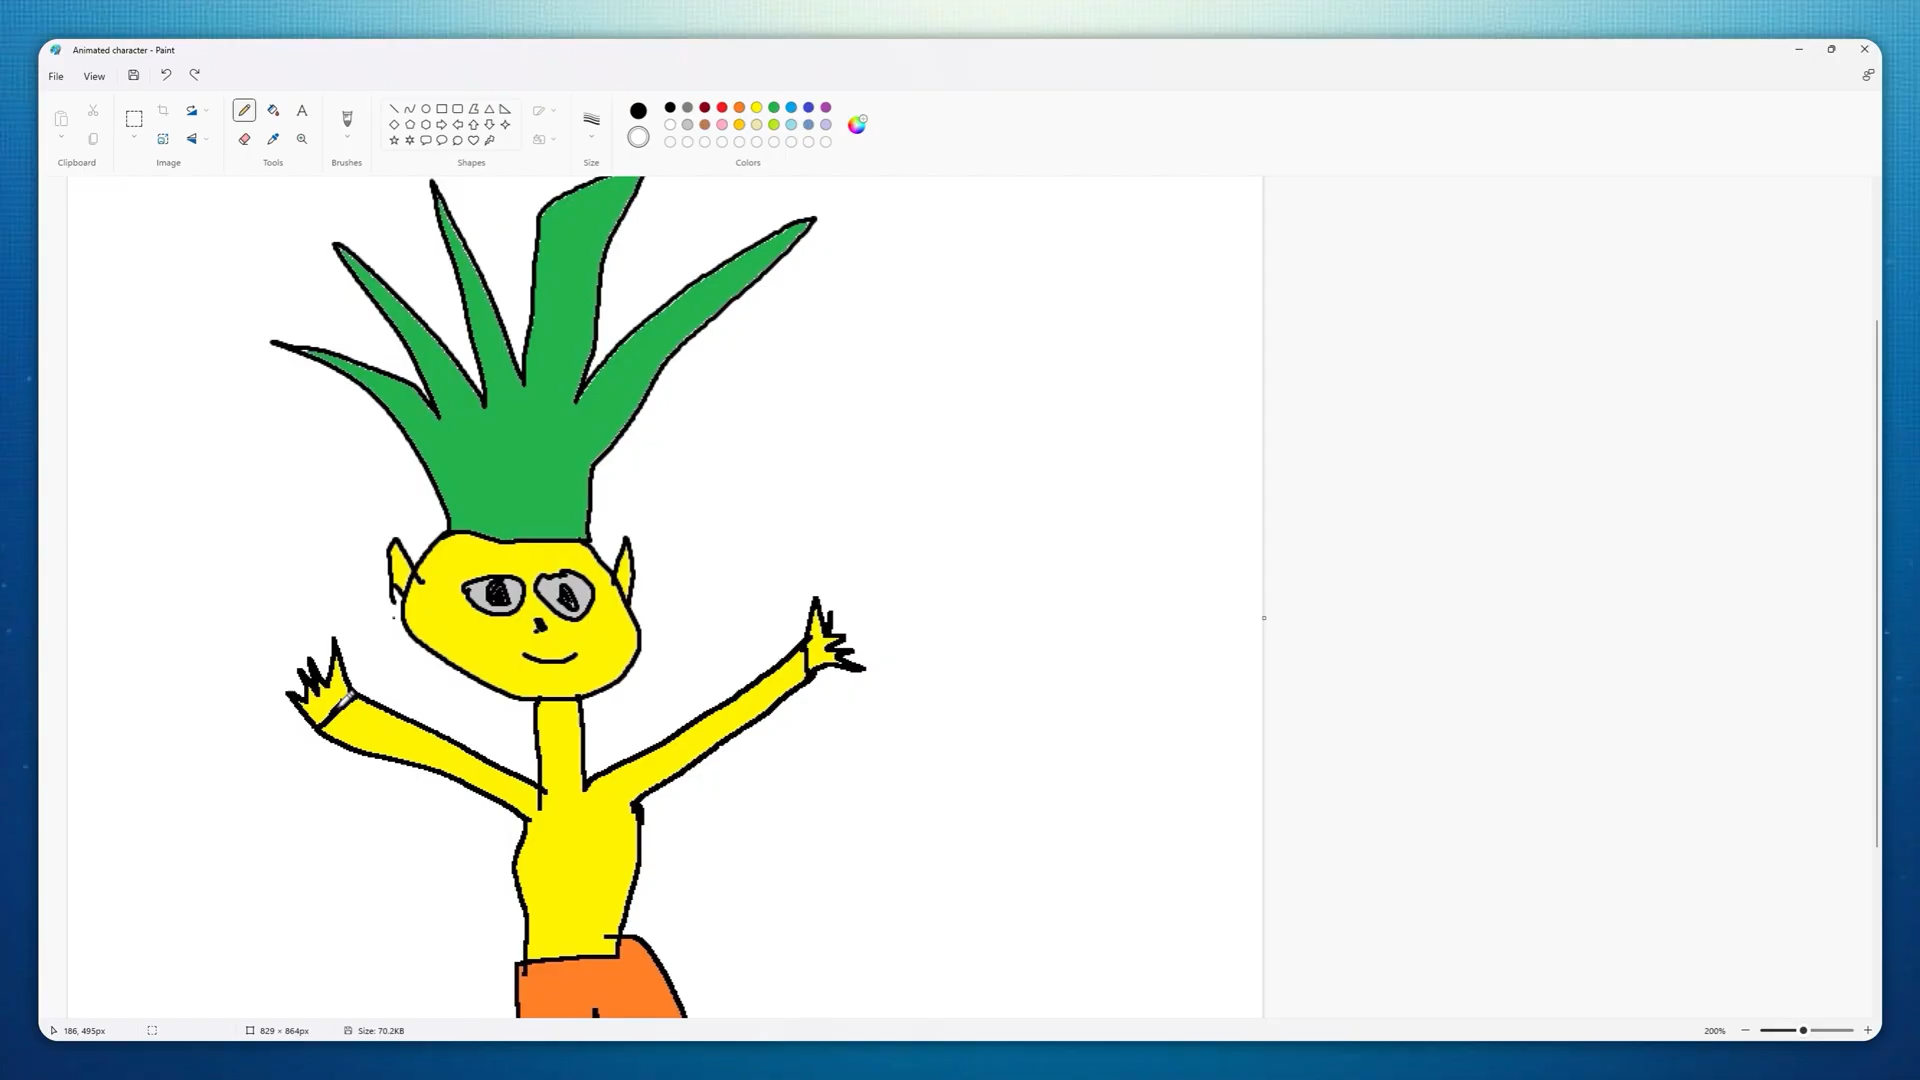 Animated character - Paint
File View
Clipboard Image Tools Brushes Shapes Size Colors
186, 495px 829 × 864px Size: 70.2KB 200%